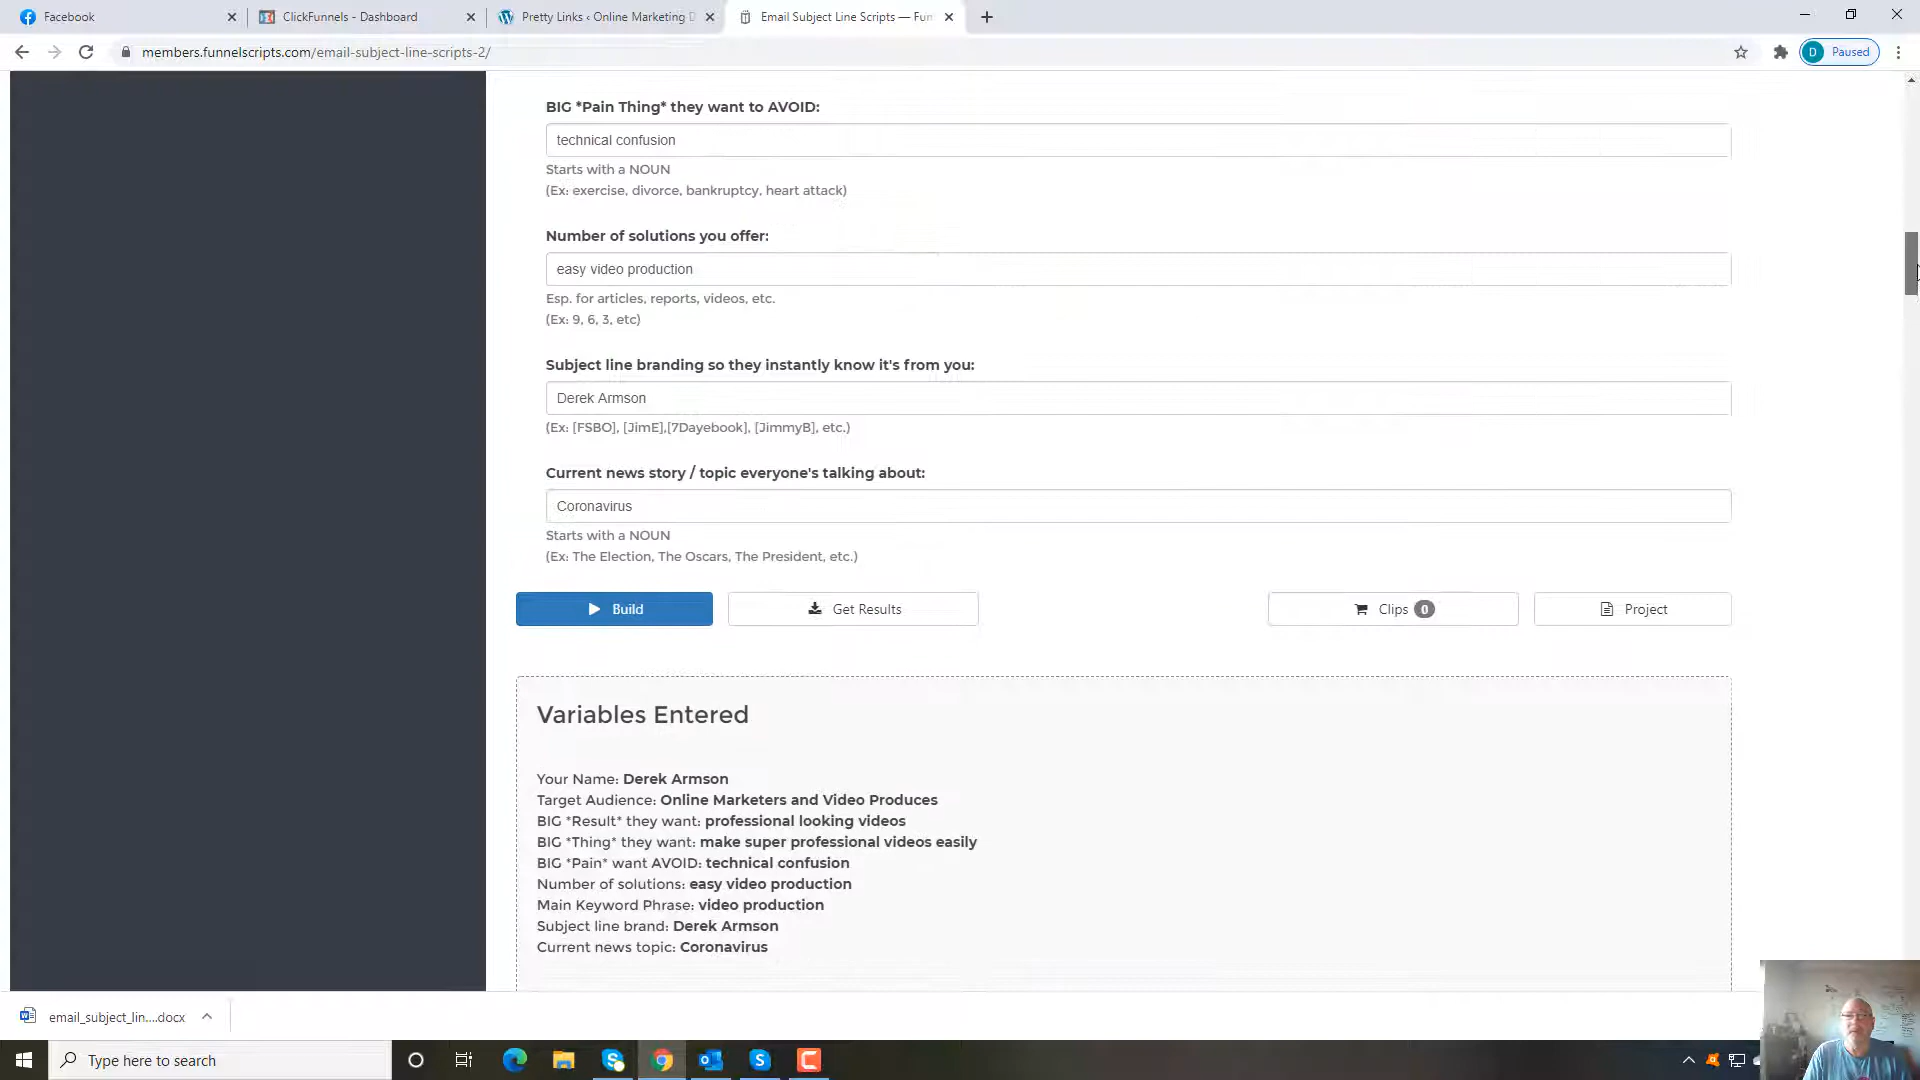 Facebook
ClickFunnels - Dashboard
Pretty Links ‹ Online Marketing D
Email Subject Line Scripts — Fun
members.funnelscripts.com/email-subject-line-scripts-2/
D Paused
BIG *Pain Thing* they want to AVOID:
technical confusion
Starts with a NOUN
(Ex: exercise, divorce, bankruptcy, heart attack)
Number of solutions you offer:
easy video production
Esp. for articles, reports, videos, etc.
(Ex: 9, 6, 3, etc)
Subject line branding so they instantly know it's from you:
Derek Armson
(Ex: [FSBO], [JimE],[7Dayebook], [JimmyB], etc.)
Current news story / topic everyone's talking about:
Coronavirus
Starts with a NOUN
(Ex: The Election, The Oscars, The President, etc.)
Build
Get Results
Clips 0
Project
Variables Entered
Your Name: Derek Armson
Target Audience: Online Marketers and Video Produces
BIG *Result* they want: professional looking videos
BIG *Thing* they want: make super professional videos easily
BIG *Pain* want AVOID: technical confusion
Number of solutions: easy video production
Main Keyword Phrase: video production
Subject line brand: Derek Armson
Current news topic: Coronavirus
email_subject_lin....docx
Type here to search